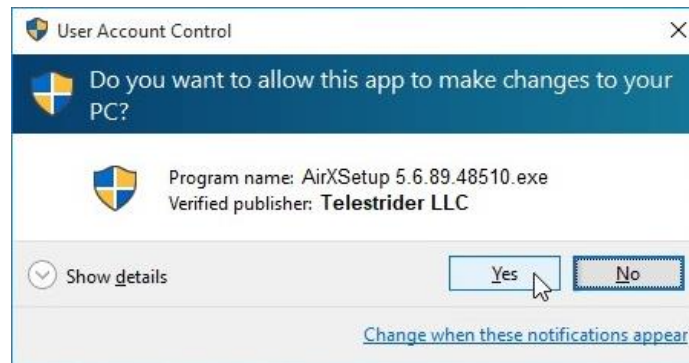 User Account Control
Do you want to allow this app to make changes to your
PC?
Program name: AirXSetup 5.6.89.48510.exe
Verified publisher: Telestrider LLC
Show details
Yes
No
Change when these notifications appear